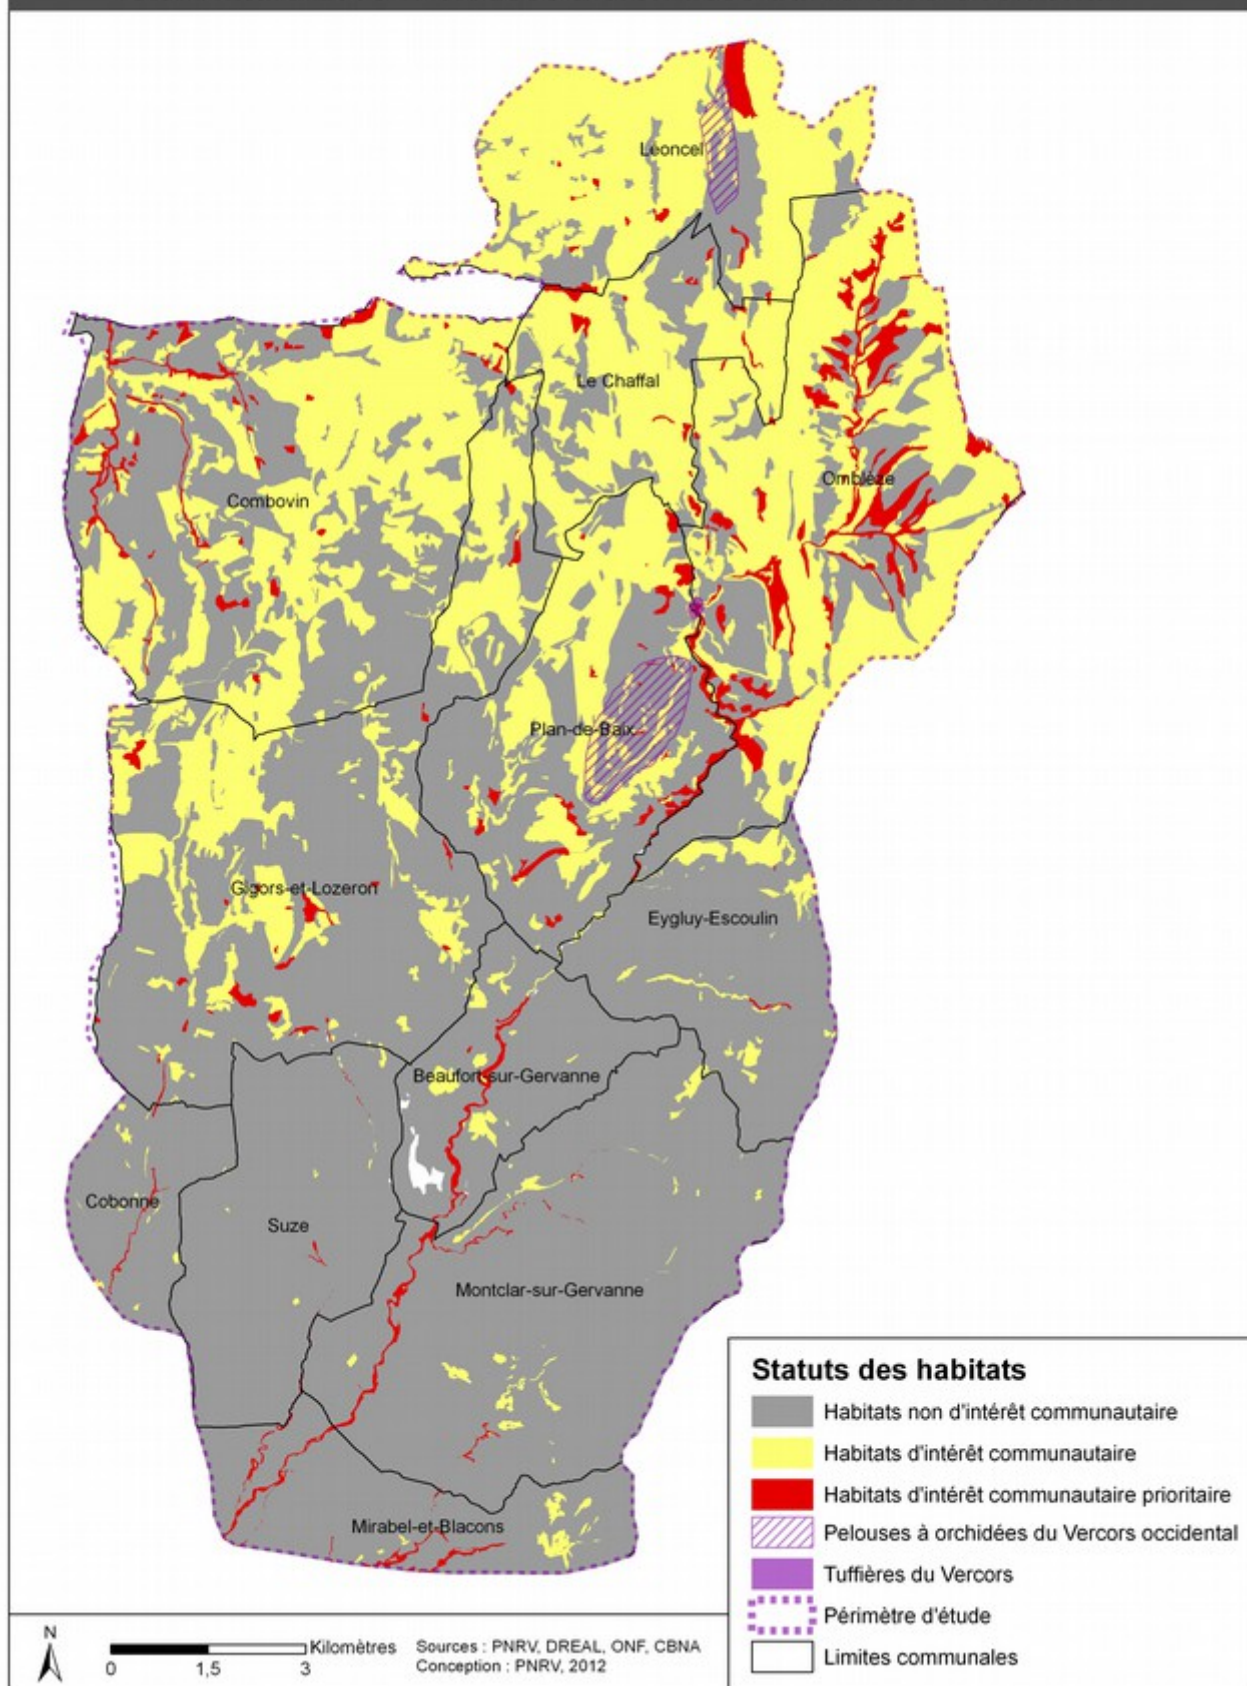 Léoncel
Le Chaffal
Omblèze
Combovin
Plan-de-Baix
Gigors-et-Lozeron
Eygluy-Escoulin
Beaufort-sur-Gervanne
Cobonne
Suze
Montclar-sur-Gervanne
Mirabel-et-Blacons
Statuts des habitats
Habitats non d'intérêt communautaire
Habitats d'intérêt communautaire
Habitats d'intérêt communautaire prioritaire
Pelouses à orchidées du Vercors occidental
Tuffières du Vercors
Périmètre d'étude
Limites communales
N
Kilomètres
0 1,5 3
Sources : PNRV, DREAL, ONF, CBNA
Conception : PNRV, 2012